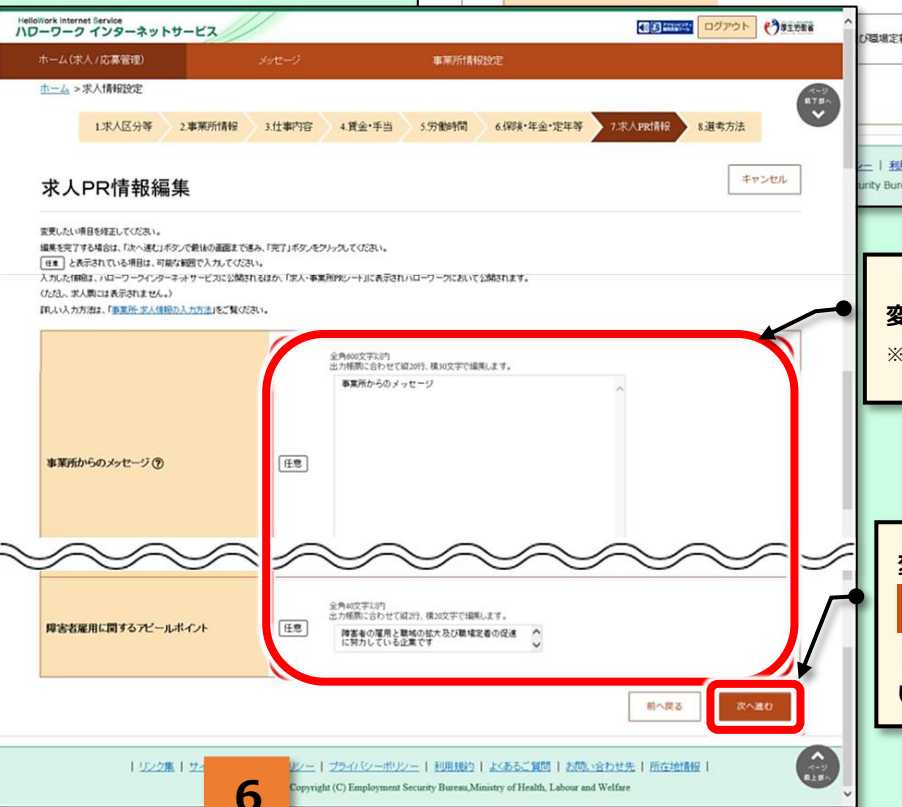 HelloWork Internet Service
ハローワーク インターネットサービス
ログアウト
厚生労働省
ホーム(求人/応募管理)
メッセージ
事業所情報設定
ホーム > 求人情報設定
ページ
最下部へ
1.求人区分等
2.事業所情報
3.仕事内容
4.賃金・手当
5.労働時間
6.保険・年金・定年等
7.求人PR情報
8.選考方法
求人PR情報編集
キャンセル
変更したい項目を修正してください。
編集を完了する場合は、「次へ進む」ボタンで最後の画面まで進み、「完了」ボタンをクリックしてください。
任意 と表示されている項目は、可能な範囲で入力してください。
入力した情報は、ハローワークインターネットサービスに公開されるほか、「求人・事業所PRシート」に表示されハローワークにおいて公開されます。
(ただし、求人票には表示されません。)
詳しい入力方法は、「事業所・求人情報の入力方法」をご覧ください。
全角600文字以内
出力帳票に合わせて縦20行、横30文字で編集します。
事業所からのメッセージ
事業所からのメッセージ
任意
全角40文字以内
出力帳票に合わせて縦2行、横20文字で編集します。
障害者雇用に関するアピールポイント
任意
障害者の雇用と職域の拡大及び職場定着の促進
に努力している企業です
前へ戻る
次へ進む
リンク集 | サイ
シー | プライバシーポリシー | 利用規約 | よくあるご質問 | お問い合わせ先 | 所在地情報 |
Copyright (C) Employment Security Bureau,Ministry of Health, Labour and Welfare
ページ
最上部へ
6
び職場定着
シー | 利用
urity Bure
変
※